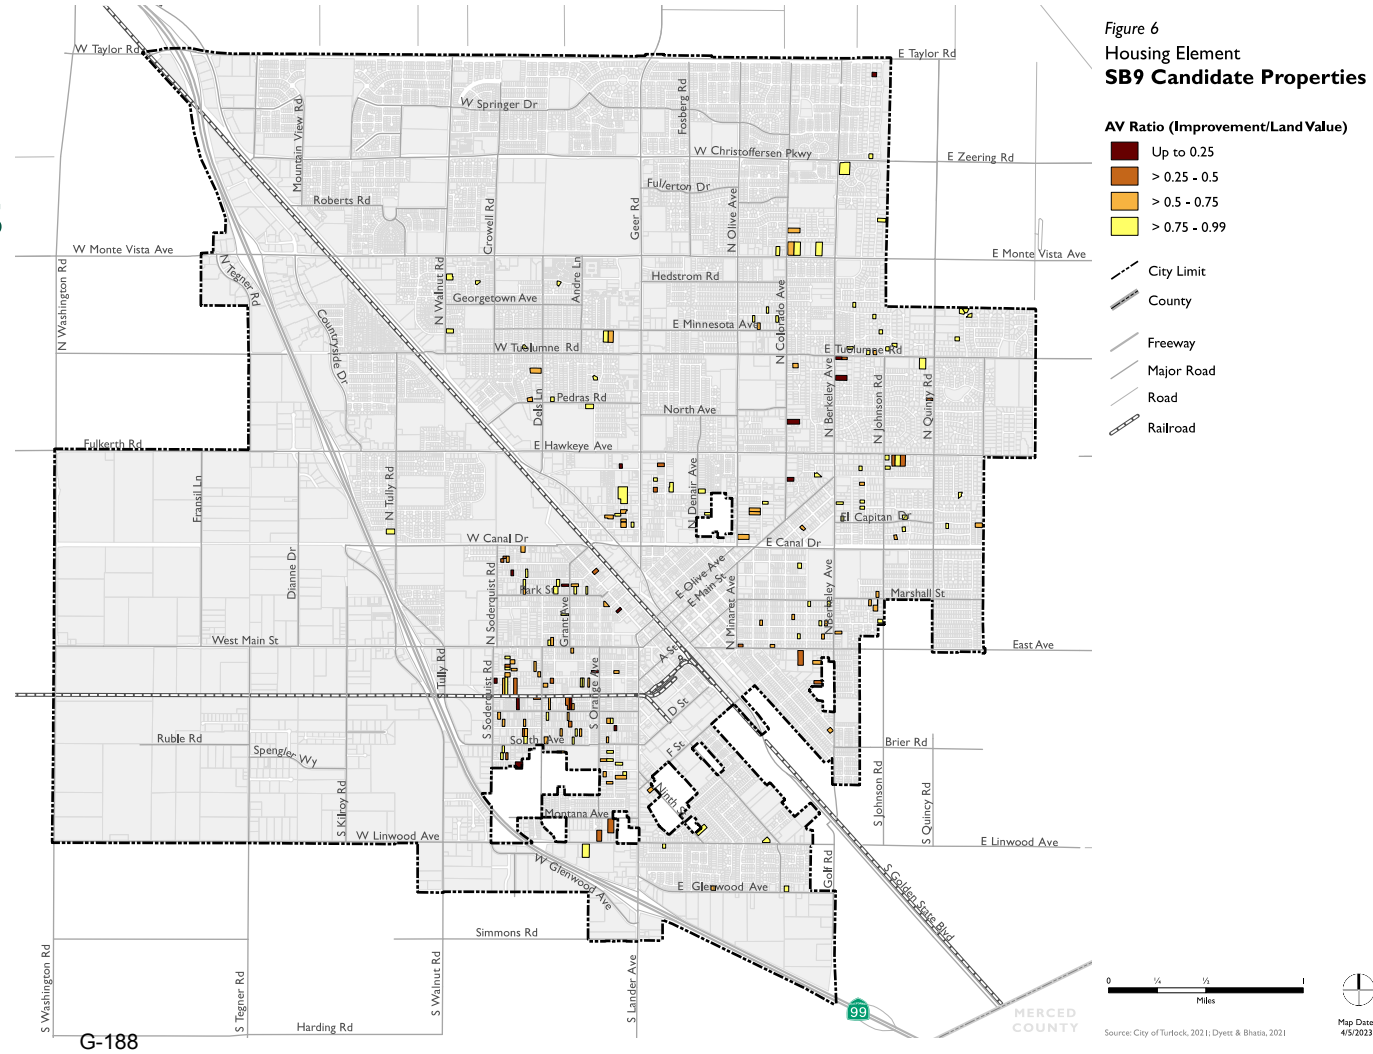 Figure 6
Housing Element
SB9 Candidate Properties
AV Ratio (Improvement/Land Value)
Up to 0.25
> 0.25 - 0.5
> 0.5 - 0.75
> 0.75 - 0.99
City Limit
County
Freeway
Major Road
Road
Railroad
W Taylor Rd
E Taylor Rd
W Springer Dr
Fosberg Rd
Mountain View Rd
W Christoffersen Pkwy
E Zeering Rd
Fullerton Dr
Roberts Rd
Crowell Rd
Geer Rd
N Olive Ave
W Monte Vista Ave
E Monte Vista Ave
N Washington Rd
N Tegner Rd
N Walnut Rd
Andre Ln
Hedstrom Rd
Georgetown Ave
N Colorado Ave
Countryside Dr
E Minnesota Ave
W Tuolumne Rd
E Tuolumne Rd
Dels Ln
Pedras Rd
North Ave
N Berkeley Ave
N Johnson Rd
N Quincy Rd
Fulkerth Rd
E Hawkeye Ave
Fransil Ln
N Tully Rd
N Denair Ave
El Capitan Dr
W Canal Dr
E Canal Dr
Dianne Dr
N Soderquist Rd
Park St
Grant Ave
E Olive Ave
E Main St
N Minaret Ave
N Berkeley Ave
Marshall St
West Main St
East Ave
Tully Rd
S Soderquist Rd
S Orange Ave
A St
D St
Ruble Rd
Spengler Wy
South Ave
F St
Brier Rd
S Kilroy Rd
Ninth St
S Johnson Rd
S Quincy Rd
Montana Ave
W Linwood Ave
E Linwood Ave
W Glenwood Ave
E Glenwood Ave
Golf Rd
S Golden State Blvd
Simmons Rd
S Washington Rd
S Tegner Rd
S Walnut Rd
S Lander Ave
Harding Rd
99
MERCED
COUNTY
0 ¼ ½ 1
Miles
Source: City of Turlock, 2021; Dyett & Bhatia, 2021
Map Date
4/5/2023
G-188